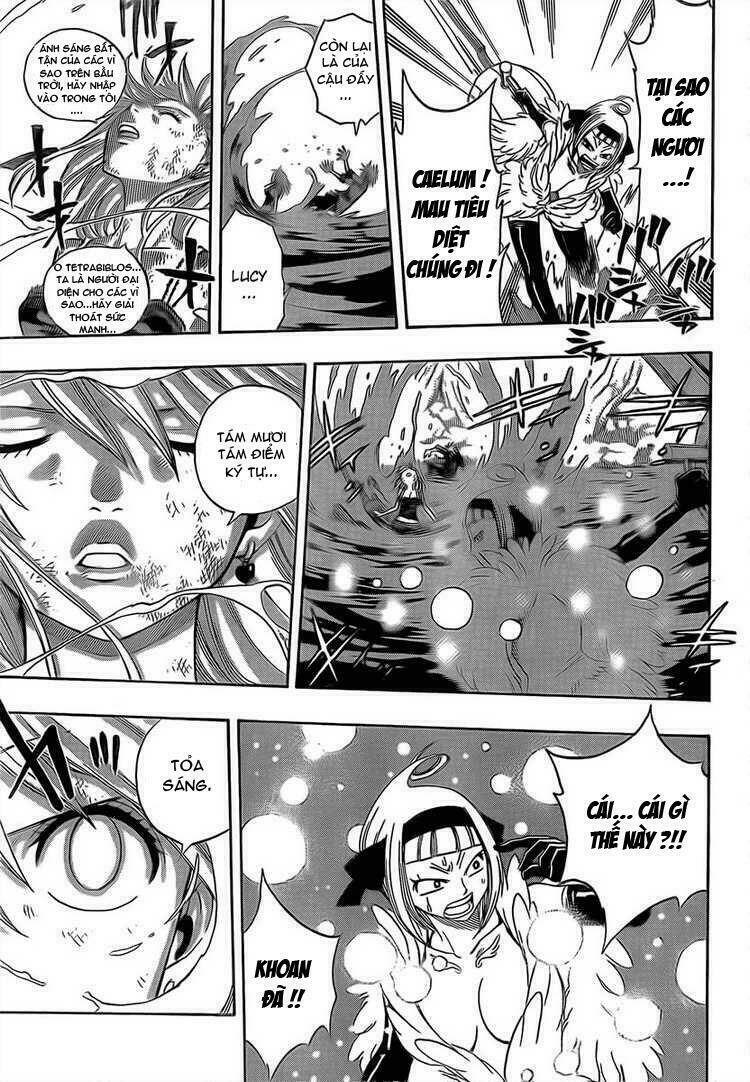 TẠI SAO
CÁC
NGƯƠI
...!
CAELUM !
MAU TIÊU
DIỆT
CHÚNG ĐI !
CÒN LẠI
LÀ CỦA
CẬU ĐẤY
...
LUCY
...
ÁNH SÁNG BẤT
TẬN CỦA CÁC VÌ
SAO TRÊN BẦU
TRỜI, HÃY NHẬP
VÀO TRONG TÔI
....
O TETRABIBLOS...
TA LÀ NGƯỜI ĐẠI
DIỆN CHO CÁC VÌ
SAO...HÃY GIẢI
THOÁT SỨC
MẠNH...
TÁM MƯƠI
TÁM ĐIỂM
KÝ TỰ...
CÁI... CÁI GÌ
THẾ NÀY ?!!
KHOAN
ĐÃ !!
TỎA
SÁNG.